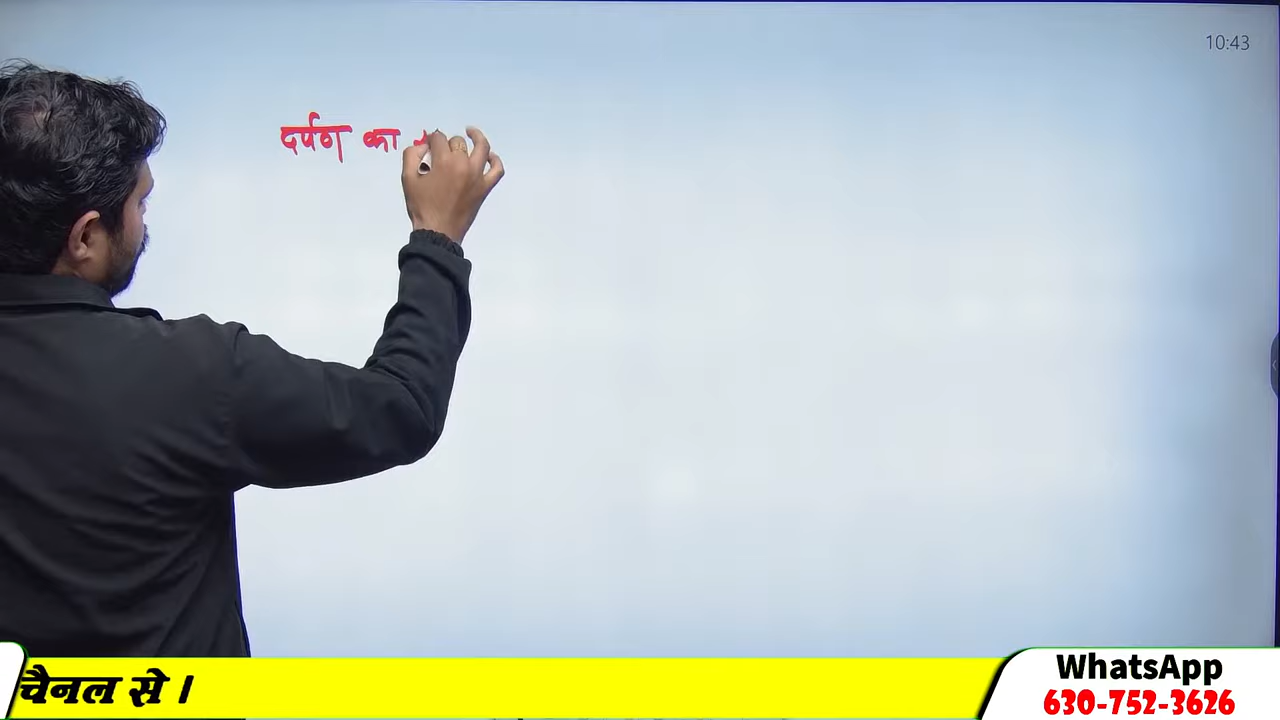 10:43
दर्पण का
चैनल से ।
WhatsApp
630-752-3626